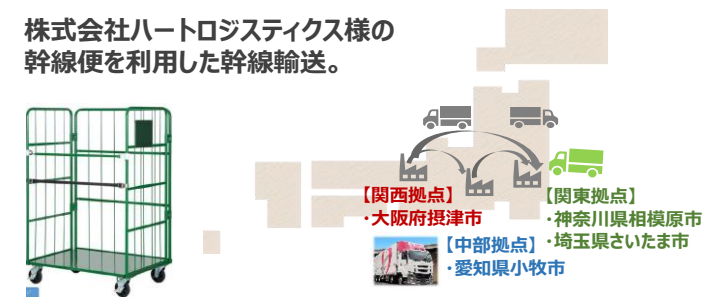 株式会社ハートロジスティクス様の
幹線便を利用した幹線輸送。
【関西拠点】
・大阪府摂津市
【中部拠点】
・愛知県小牧市
【関東拠点】
・神奈川県相模原市
・埼玉県さいたま市